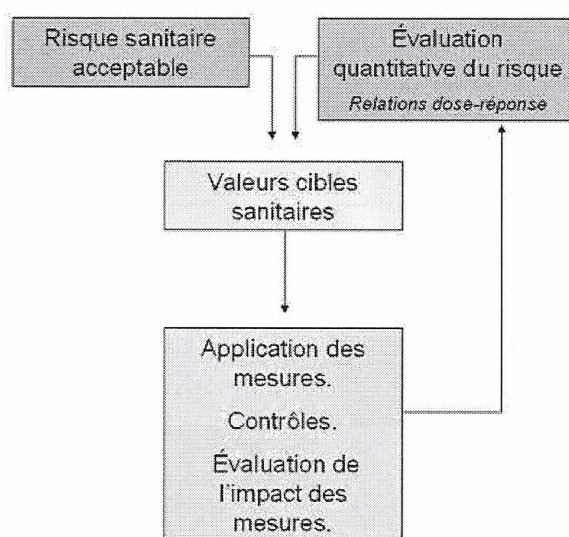 Risque sanitaire
acceptable
Évaluation
quantitative du risque
Relations dose-réponse
Valeurs cibles
sanitaires
Application des
mesures.
Contrôles.
Évaluation de
l'impact des
mesures.